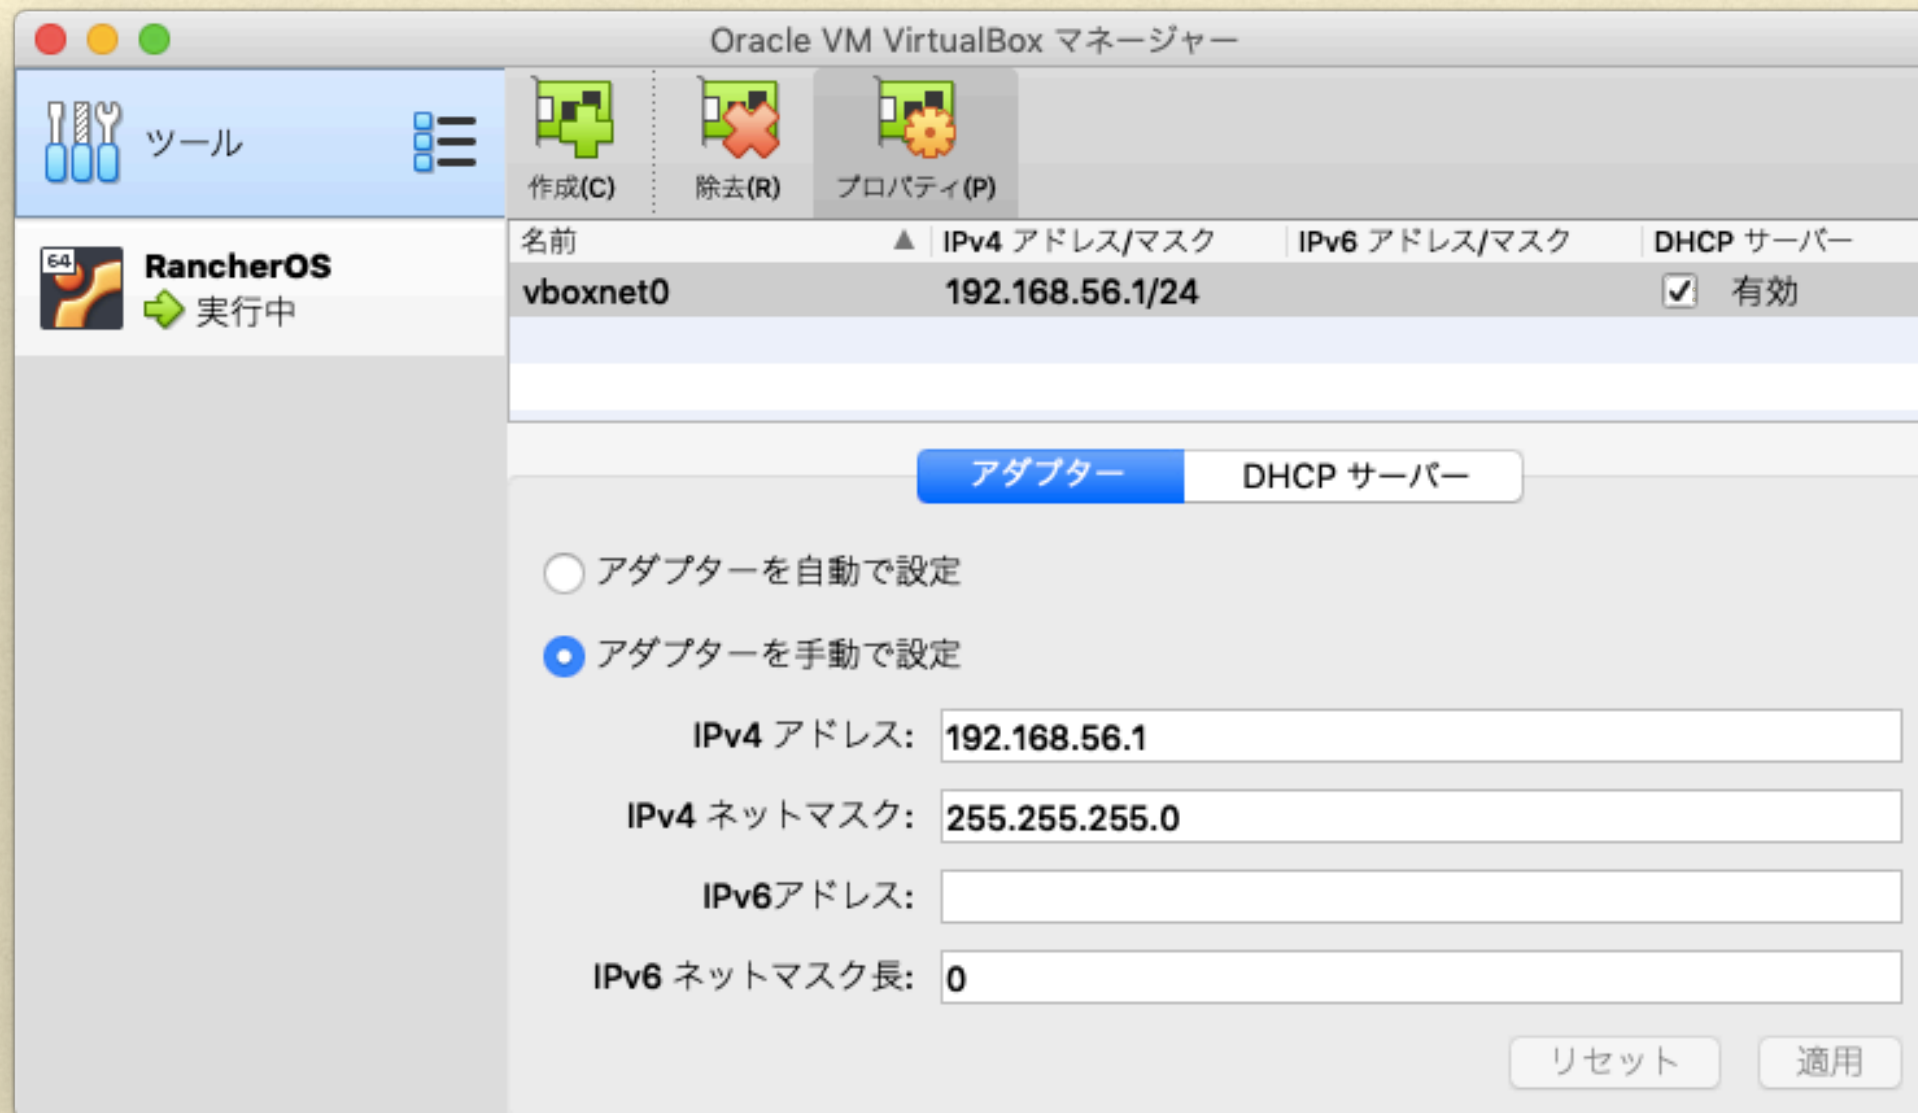 Oracle VM VirtualBox マネージャー
ツール
作成(C)
除去(R)
プロパティ(P)
64
RancherOS
実行中
名前
IPv4 アドレス/マスク
IPv6 アドレス/マスク
DHCP サーバー
vboxnet0
192.168.56.1/24
有効
アダプター
DHCP サーバー
アダプターを自動で設定
アダプターを手動で設定
IPv4 アドレス: 192.168.56.1
IPv4 ネットマスク: 255.255.255.0
IPv6アドレス:
IPv6 ネットマスク長: 0
リセット
適用